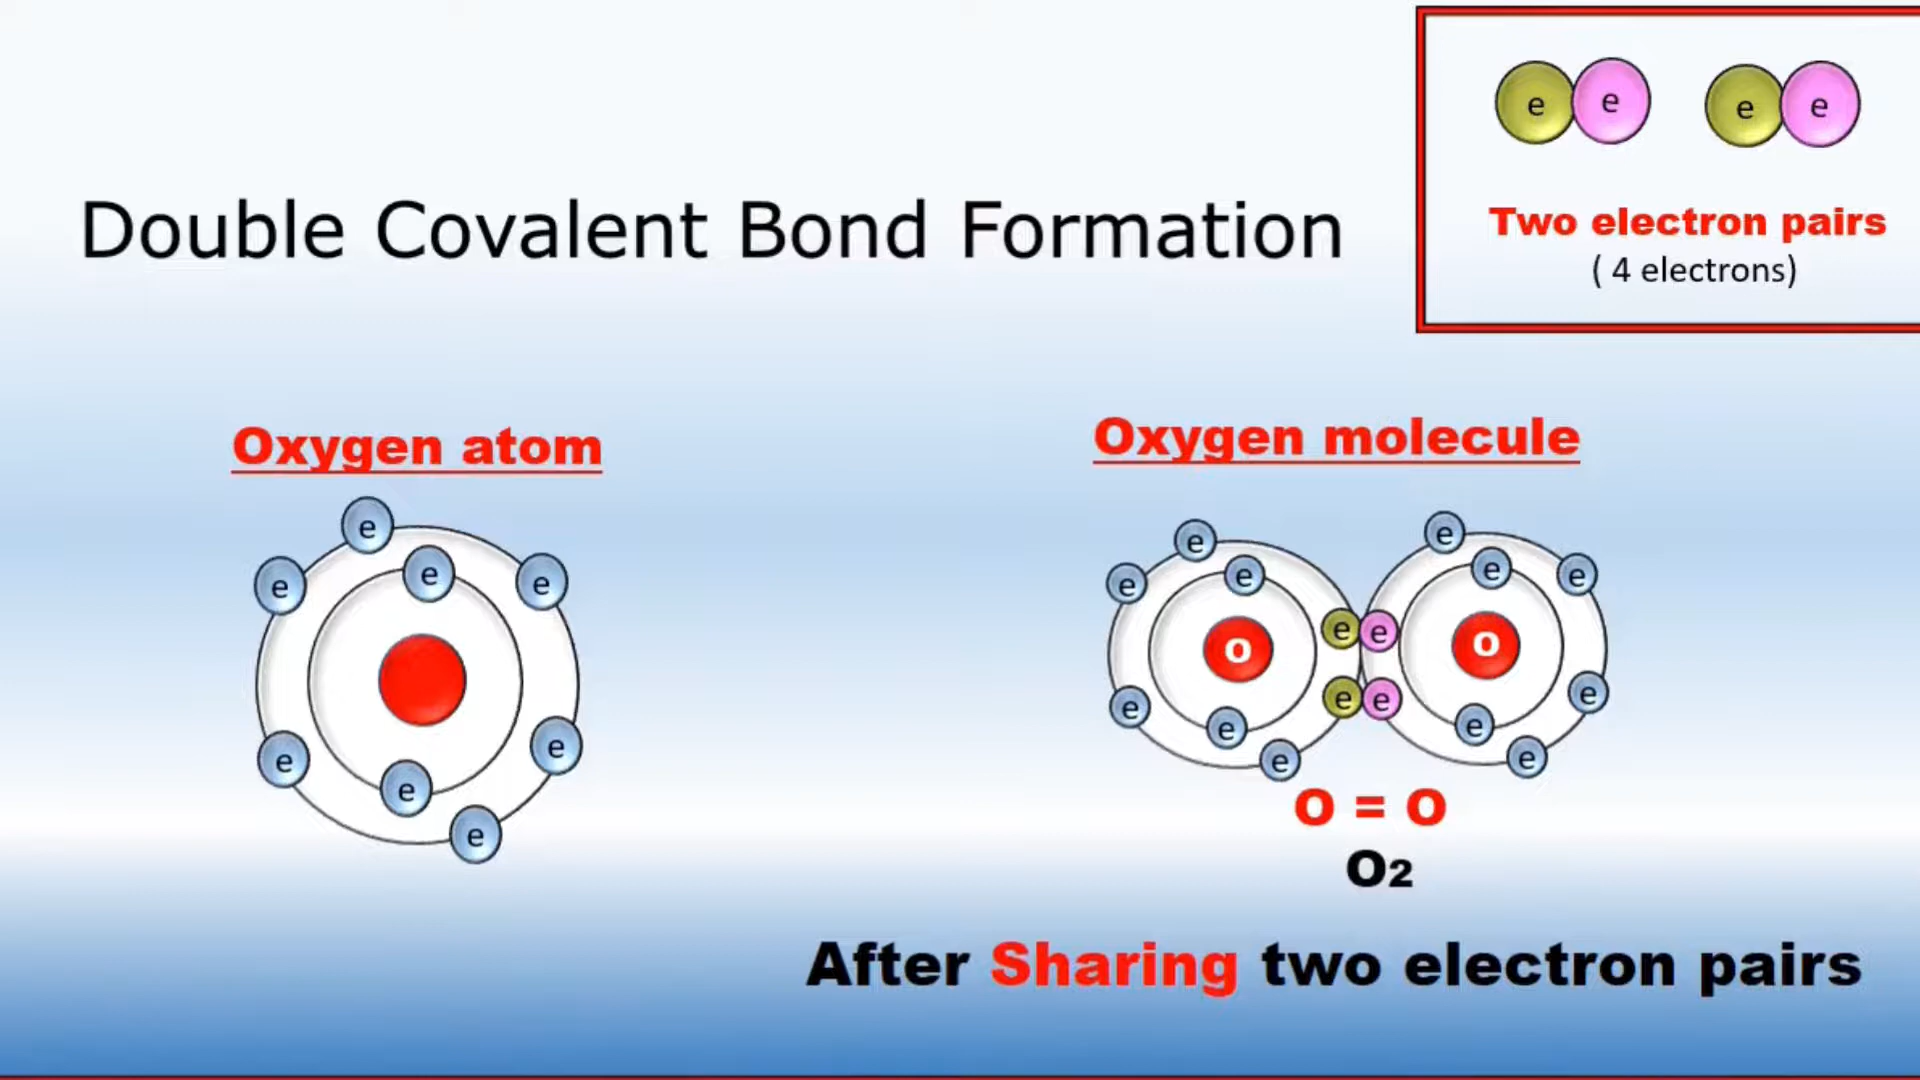 e e e e
Two electron pairs
( 4 electrons)
Double Covalent Bond Formation
Oxygen atom
Oxygen molecule
e
e e e
e e
e
e
e e
e e e
e e e
e e
O O
e e
e e
e e
e e
e e
O = O
O2
After Sharing two electron pairs